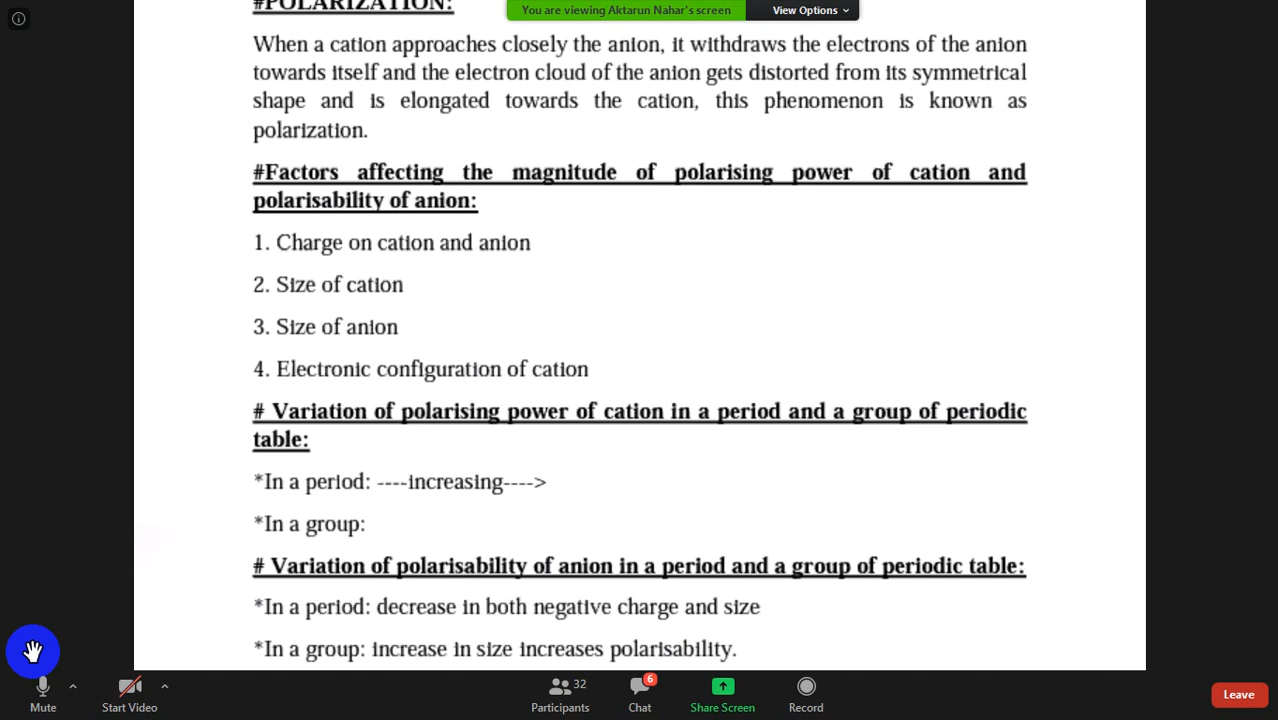 #POLARIZATION:
You are viewing Aktarun Nahar's screen
View Options
When a cation approaches closely the anion, it withdraws the electrons of the anion
towards itself and the electron cloud of the anion gets distorted from its symmetrical
shape and is elongated towards the cation, this phenomenon is known as
polarization.
#Factors affecting the magnitude of polarising power of cation and
polarisability of anion:
1. Charge on cation and anion
2. Size of cation
3. Size of anion
4. Electronic configuration of cation
# Variation of polarising power of cation in a period and a group of periodic
table:
*In a period: ----increasing---->
*In a group:
# Variation of polarisability of anion in a period and a group of periodic table:
*In a period: decrease in both negative charge and size
*In a group: increase in size increases polarisability.
Mute
Start Video
32
Participants
6
Chat
Share Screen
Record
Leave